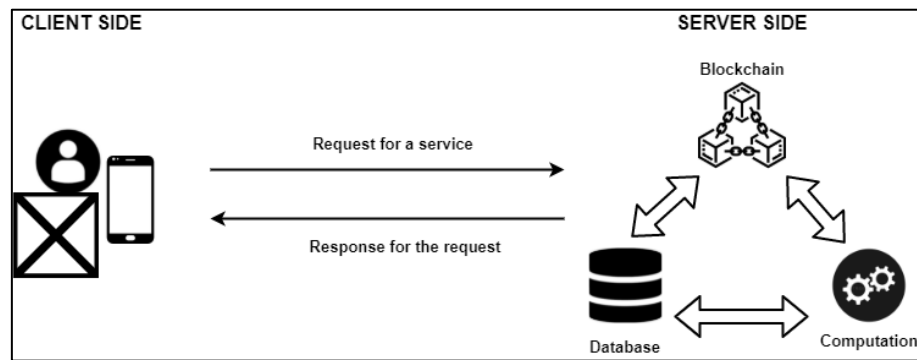 CLIENT SIDE
SERVER SIDE
Blockchain
Request for a service
Response for the request
Database
Computation